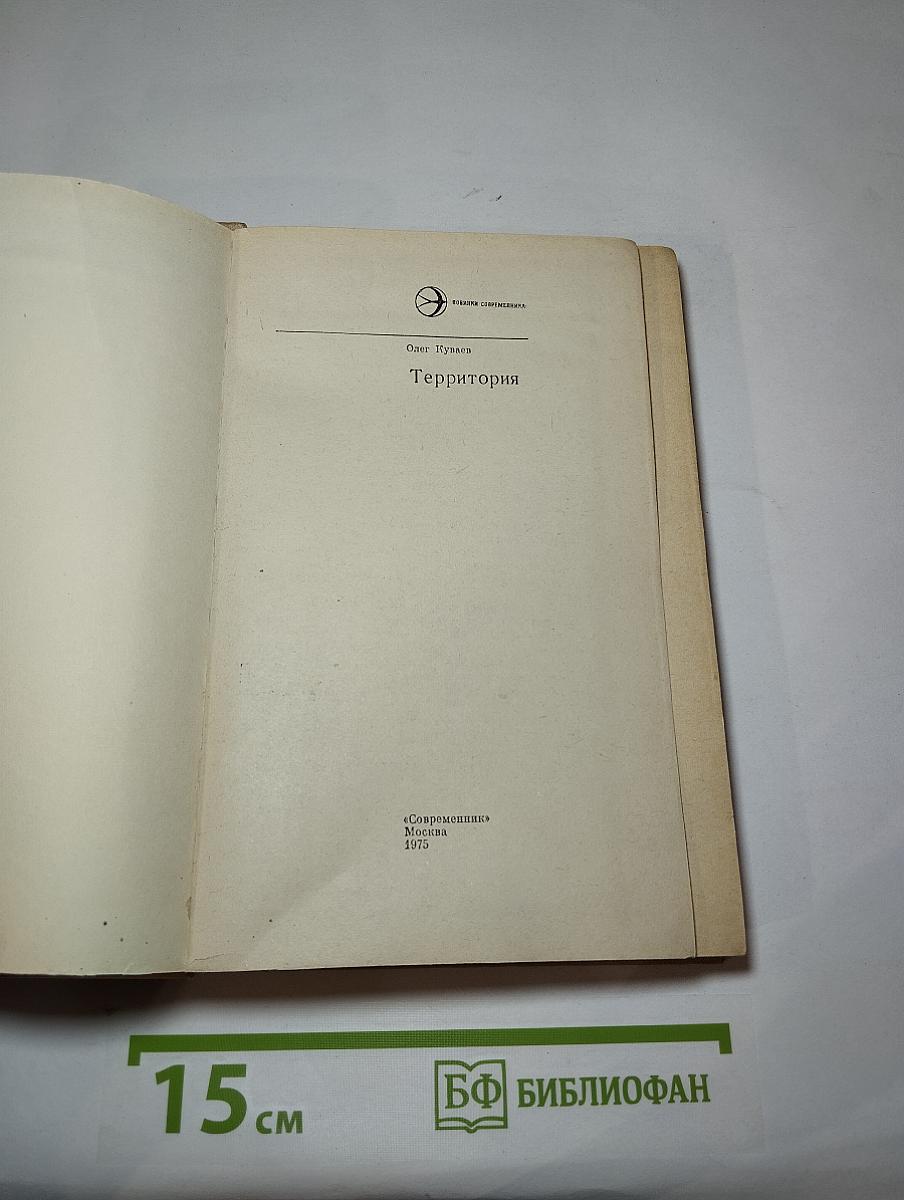 НОВИНКИ «СОВРЕМЕННИКА»
Олег Куваев
Территория
«Современник»
Москва
1975
15 см
БФ БИБЛИОФАН